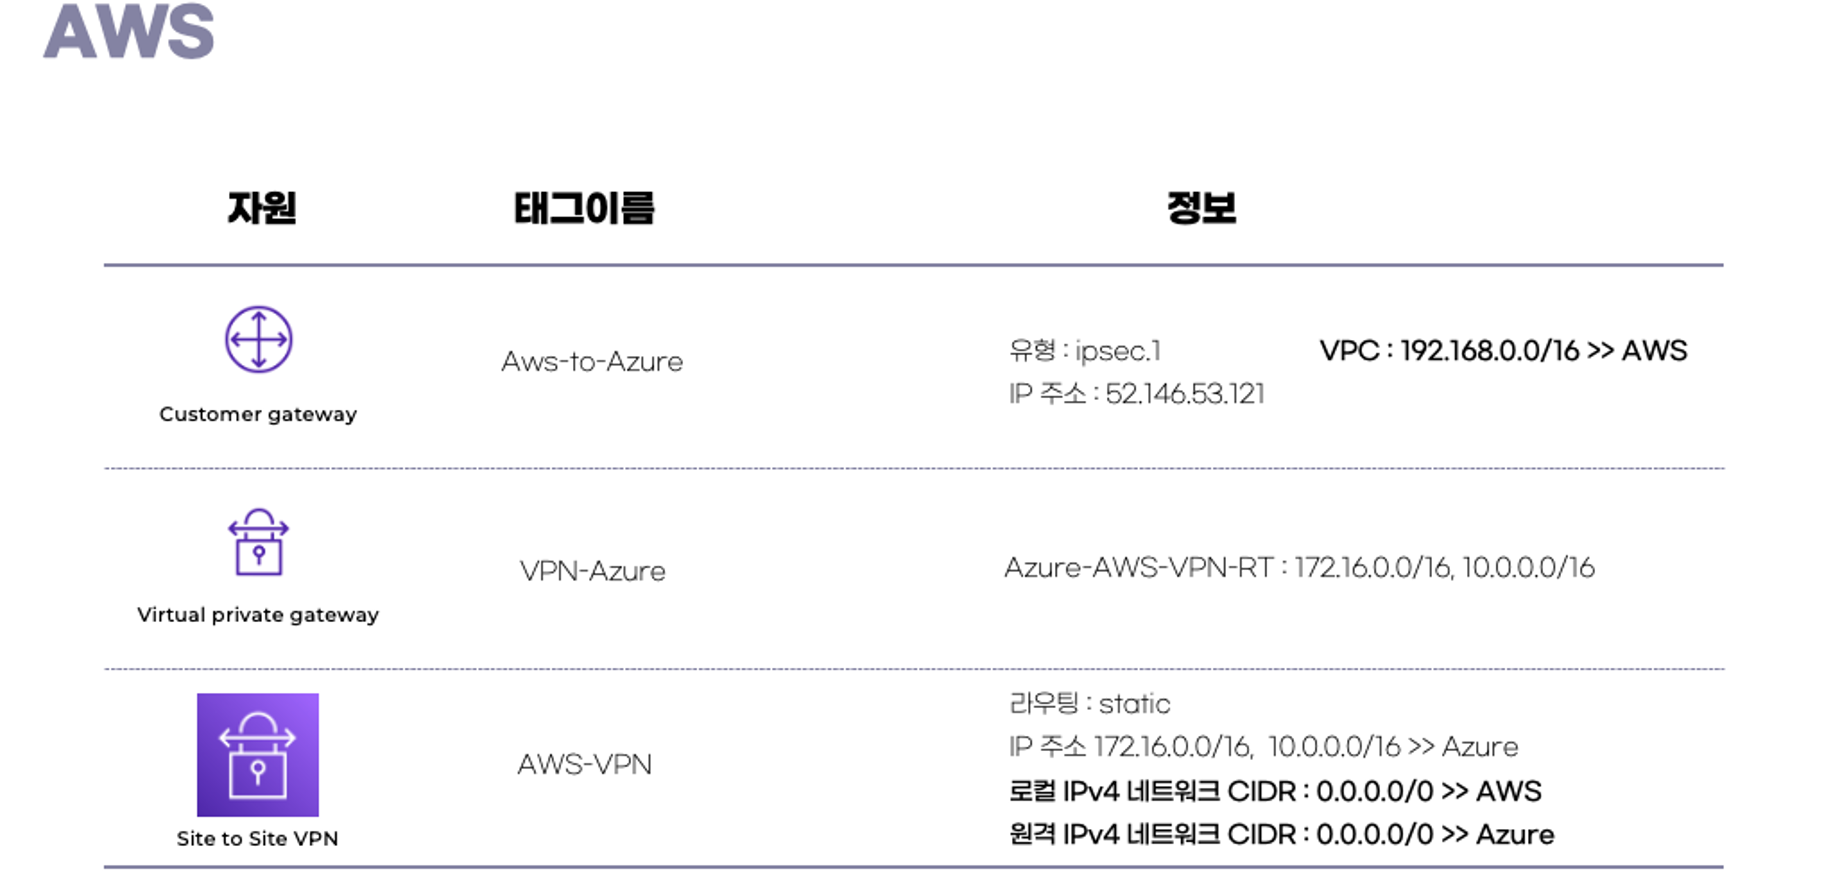 AWS
자원 태그이름 정보
Aws-to-Azure
유형 : ipsec.1 VPC : 192.168.0.0/16 >> AWS
IP 주소 : 52.146.53.121
Customer gateway
VPN-Azure
Azure-AWS-VPN-RT : 172.16.0.0/16, 10.0.0.0/16
Virtual private gateway
AWS-VPN
라우팅 : static
IP 주소 172.16.0.0/16, 10.0.0.0/16 >> Azure
로컬 IPv4 네트워크 CIDR : 0.0.0.0/0 >> AWS
원격 IPv4 네트워크 CIDR : 0.0.0.0/0 >> Azure
Site to Site VPN